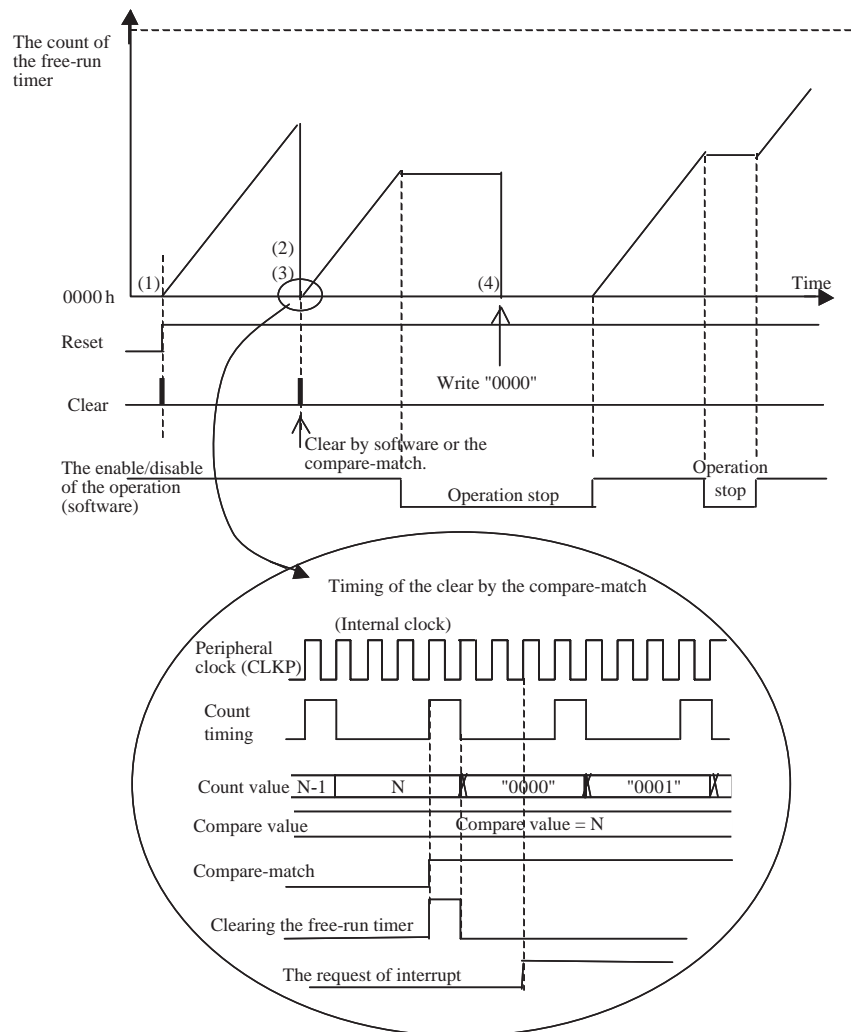 The count of
the free-run
timer
(2)
(1)
(3)
(4)
Time
0000 h
Reset
Write "0000"
Clear
Clear by software or the
compare-match.
The enable/disable
of the operation
(software)
Operation stop
Operation
stop
Timing of the clear by the compare-match
(Internal clock)
Peripheral
clock (CLKP)
Count
timing
Count value
N-1
N
"0000"
"0001"
Compare value
Compare value = N
Compare-match
Clearing the free-run timer
The request of interrupt